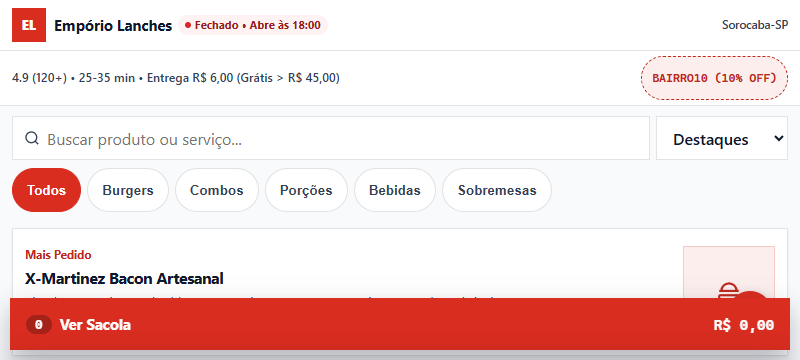 EL Empório Lanches • Fechado • Abre às 18:00 Sorocaba-SP
4.9 (120+) • 25-35 min • Entrega R$ 6,00 (Grátis > R$ 45,00) BAIRRO10 (10% OFF)
Buscar produto ou serviço... Destaques
Todos Burgers Combos Porções Bebidas Sobremesas
Mais Pedido
X-Martinez Bacon Artesanal
0 Ver Sacola R$ 0,00